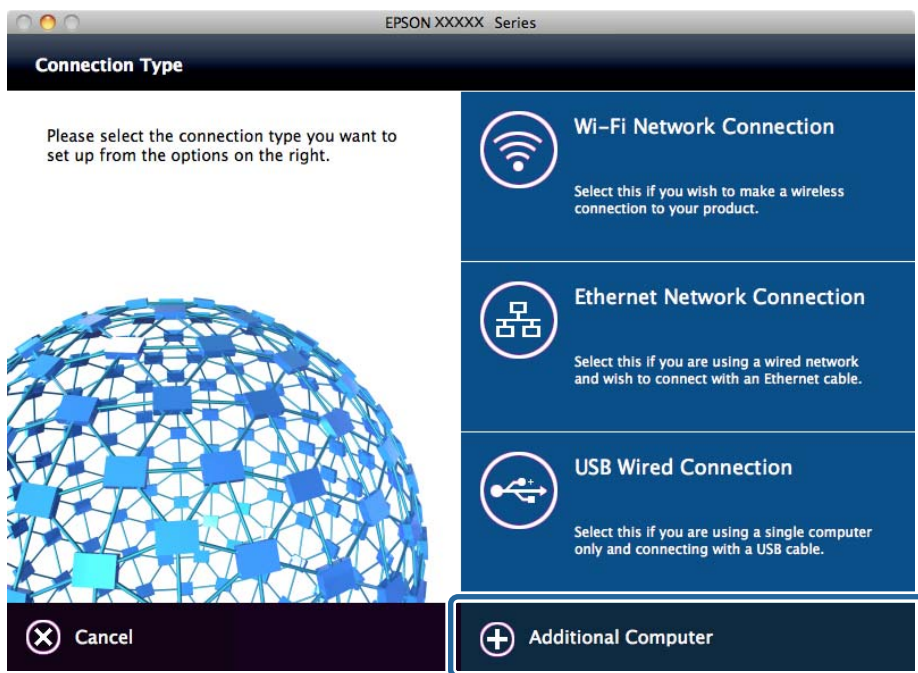 EPSON XXXXX Series
Connection Type
Please select the connection type you want to
set up from the options on the right.
Wi-Fi Network Connection
Select this if you wish to make a wireless
connection to your product.
Ethernet Network Connection
Select this if you are using a wired network
and wish to connect with an Ethernet cable.
USB Wired Connection
Select this if you are using a single computer
only and connecting with a USB cable.
Cancel
Additional Computer